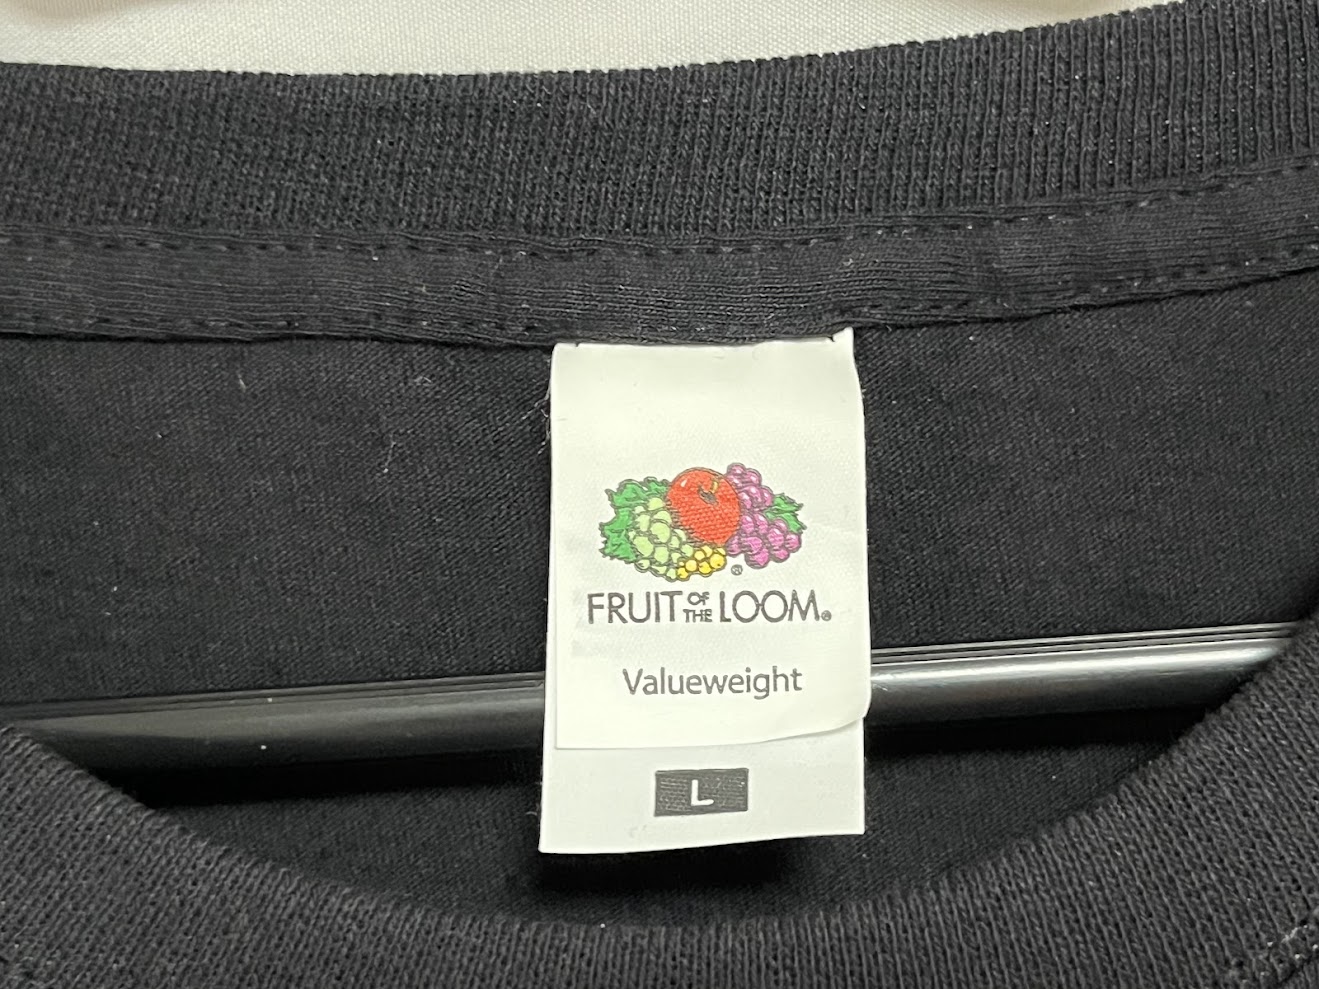 ®
FRUIT OF THE LOOM®
Valueweight
L